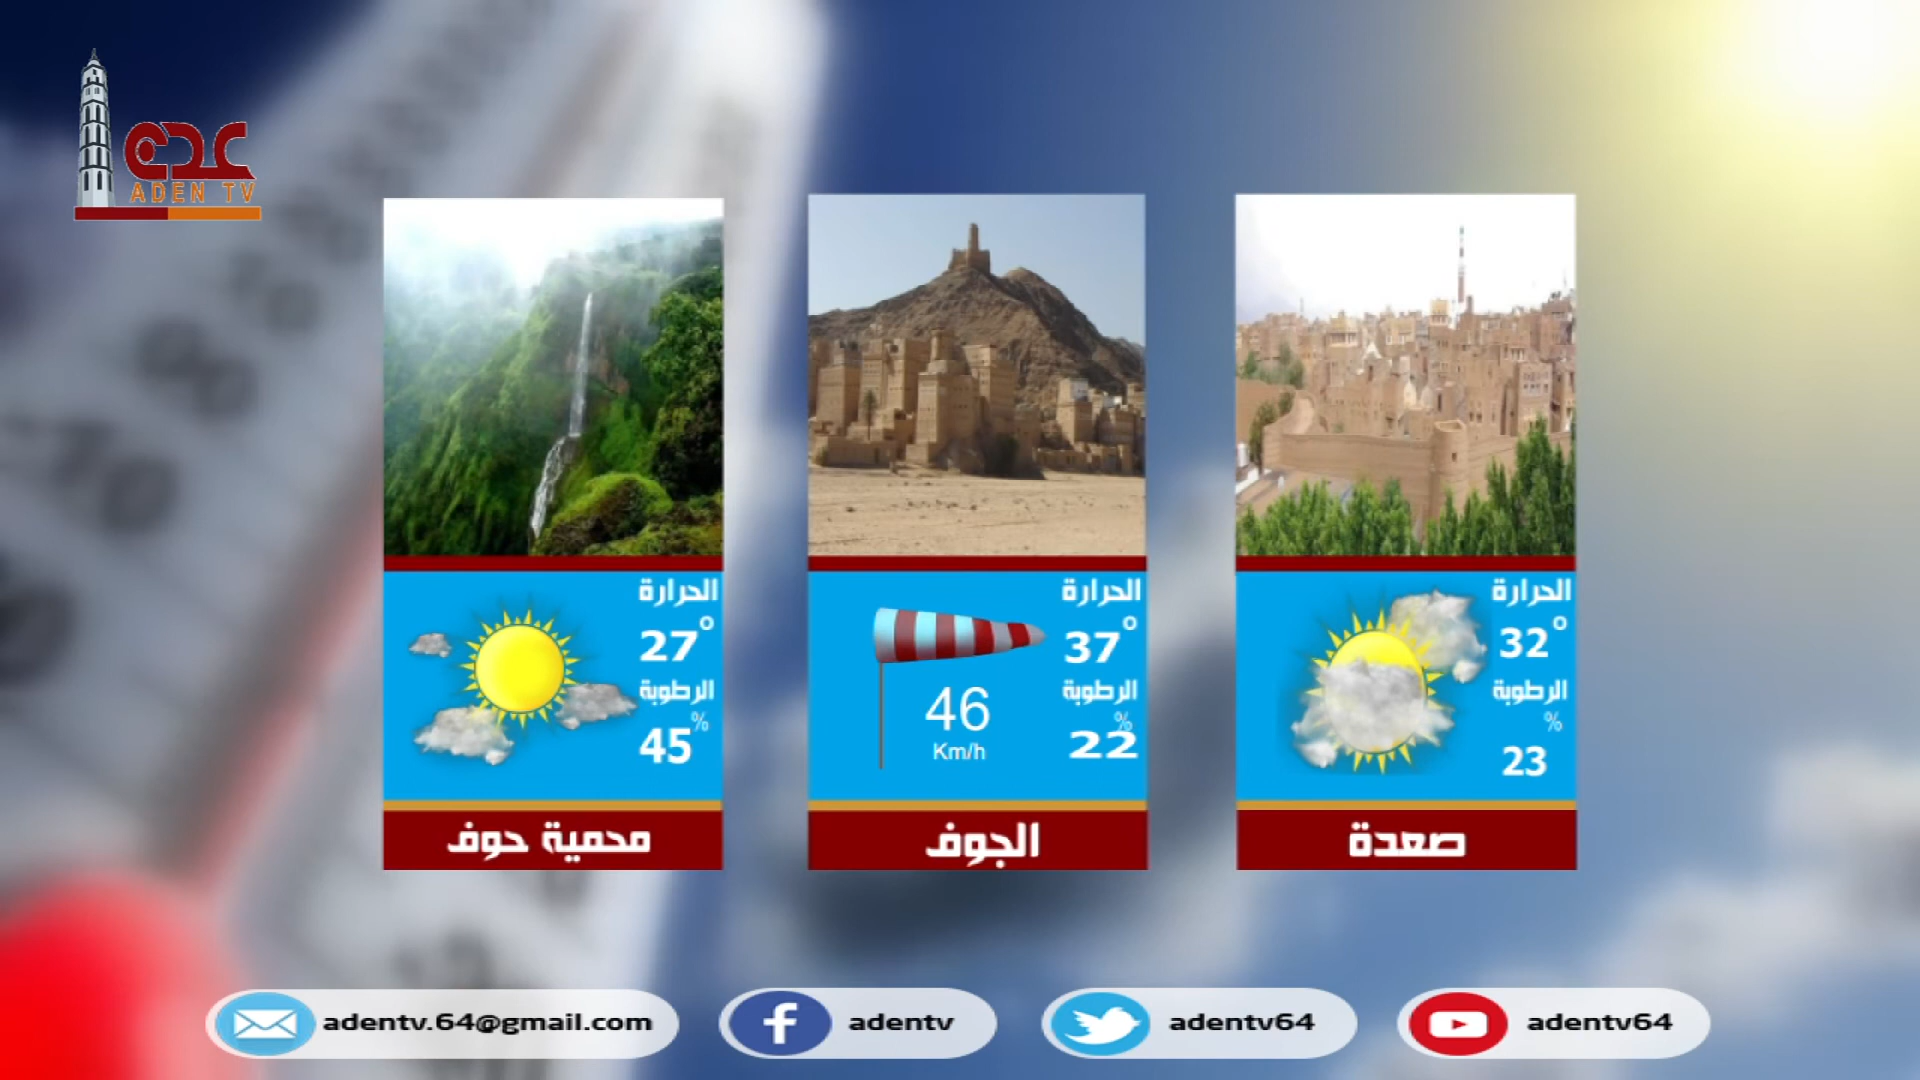 عدن
ADEN TV
الحرارة
32°
الرطوبة
%
23
صعدة
الحرارة
37°
الرطوبة
%
22
46
Km/h
الجوف
الحرارة
27°
الرطوبة
%
45
محمية حوف
adentv.64@gmail.com
adentv
adentv64
adentv64